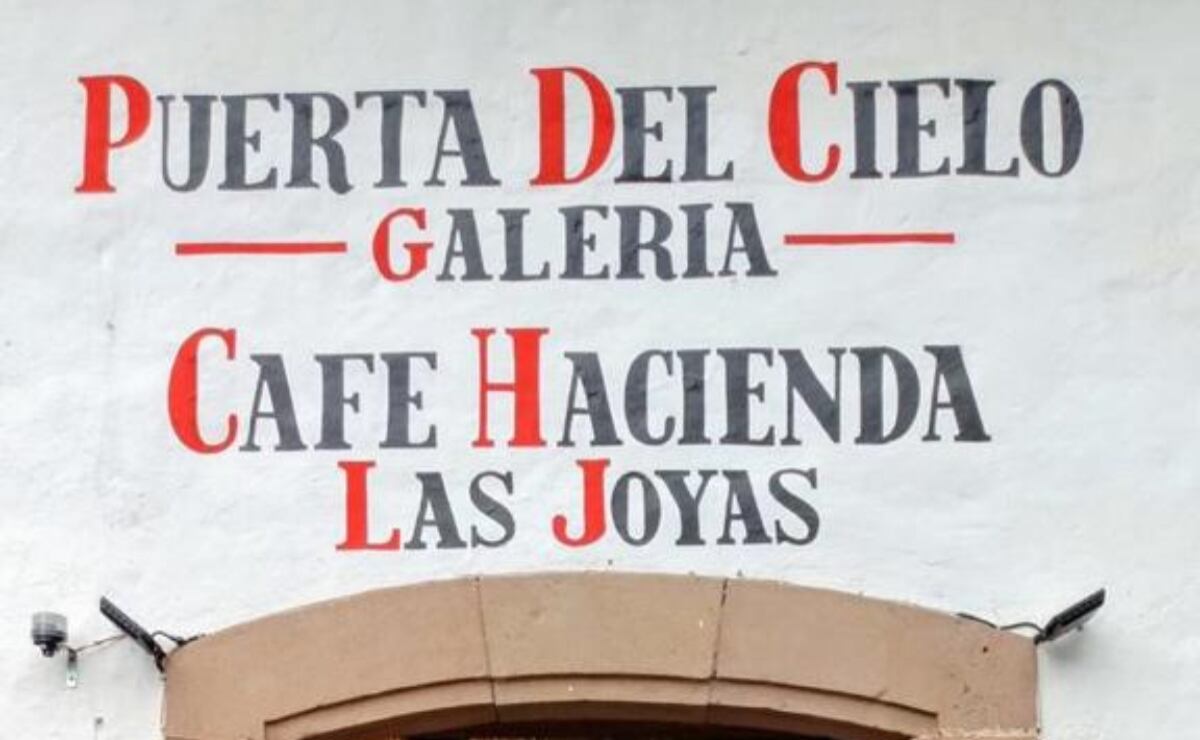 PUERTA DEL CIELO
GALERIA
CAFE HACIENDA
LAS JOYAS